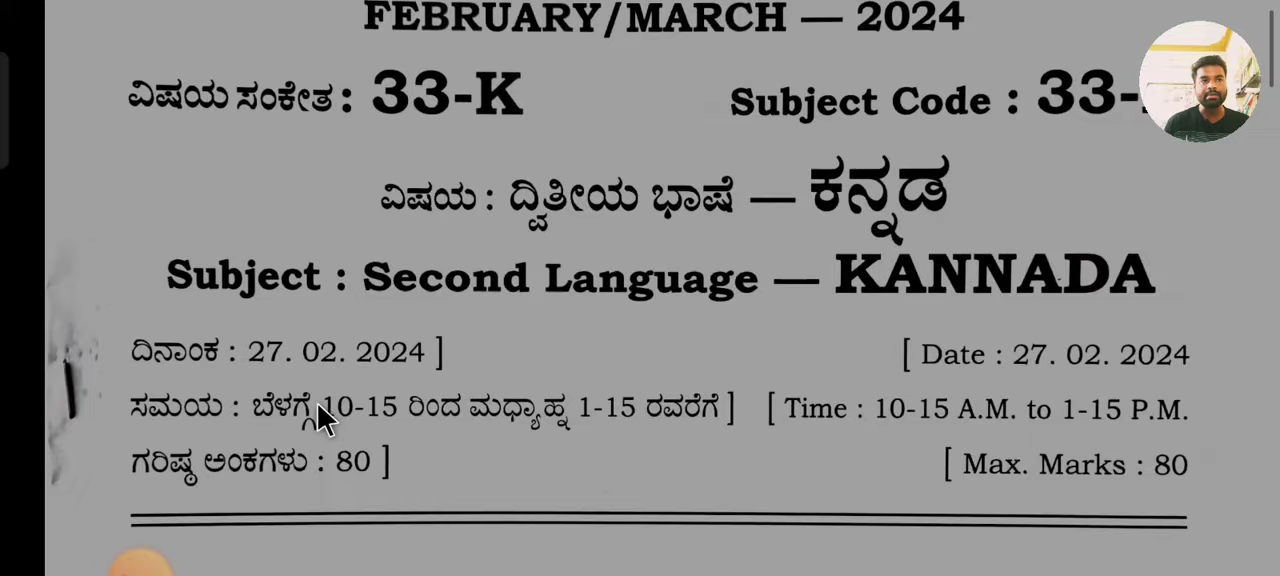 FEBRUARY/MARCH — 2024
ವಿಷಯ ಸಂಕೇತ : 33-K
Subject Code : 33-
ವಿಷಯ : ದ್ವಿತೀಯ ಭಾಷೆ — ಕನ್ನಡ
Subject : Second Language — KANNADA
ದಿನಾಂಕ : 27. 02. 2024 ]
[ Date : 27. 02. 2024
ಸಮಯ : ಬೆಳಗ್ಗೆ 10-15 ರಿಂದ ಮಧ್ಯಾಹ್ನ 1-15 ರವರೆಗೆ ]
[ Time : 10-15 A.M. to 1-15 P.M.
ಗರಿಷ್ಠ ಅಂಕಗಳು : 80 ]
[ Max. Marks : 80